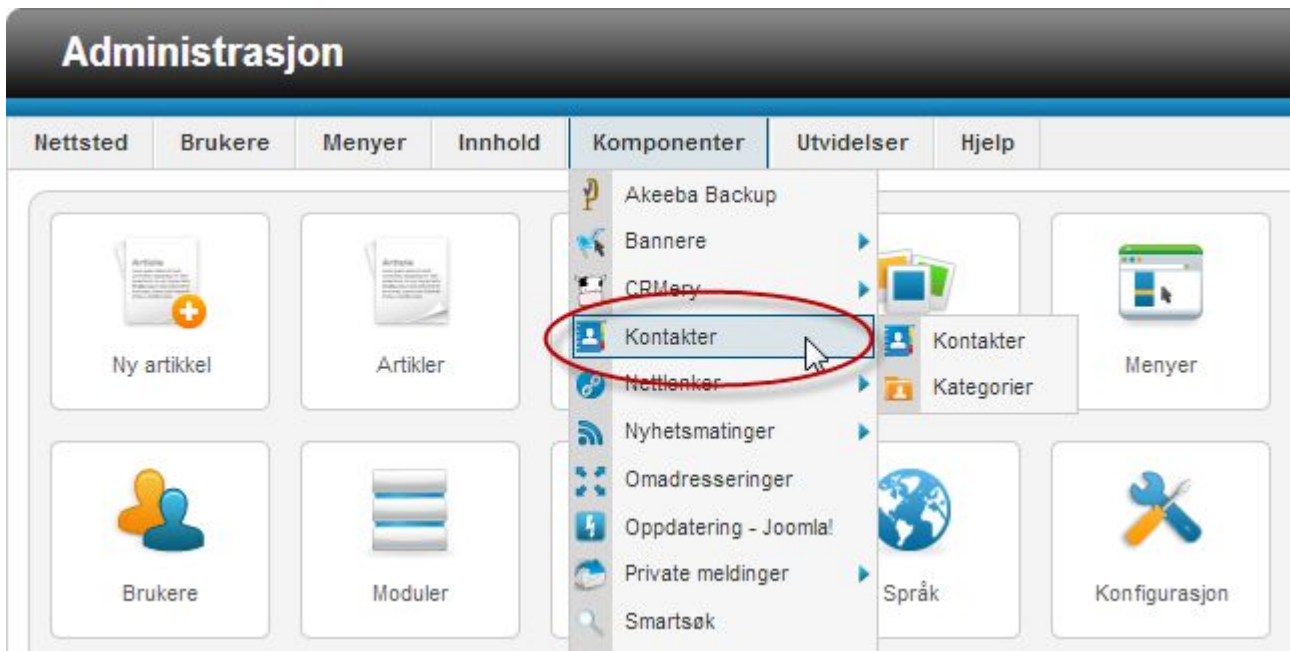 Administrasjon
Nettsted Brukere Menyer Innhold Komponenter Utvidelser Hjelp
Akeeba Backup
Bannere
CRMery
Kontakter
Nettlenker
Nyhetsmatinger
Omadresseringer
Oppdatering - Joomla!
Private meldinger
Smartsøk
Kontakter
Kategorier
Ny artikkel
Artikler
Menyer
Brukere
Moduler
Språk
Konfigurasjon